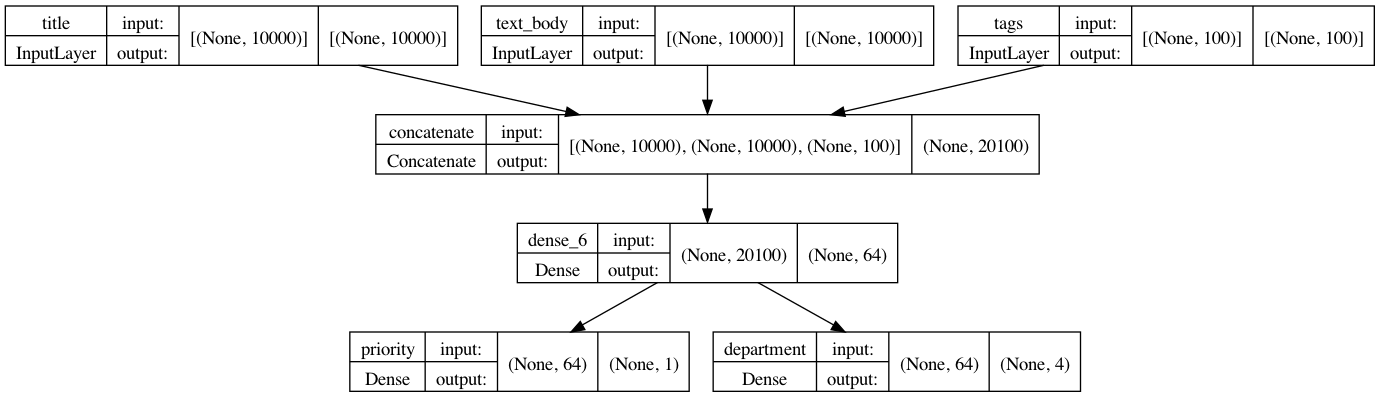 title input: [(None, 10000)] [(None, 10000)]
InputLayer output:
text_body input: [(None, 10000)] [(None, 10000)]
InputLayer output:
tags input: [(None, 100)] [(None, 100)]
InputLayer output:
concatenate input: [(None, 10000), (None, 10000), (None, 100)] (None, 20100)
Concatenate output:
dense_6 input: (None, 20100) (None, 64)
Dense output:
priority input: (None, 64) (None, 1)
Dense output:
department input: (None, 64) (None, 4)
Dense output: